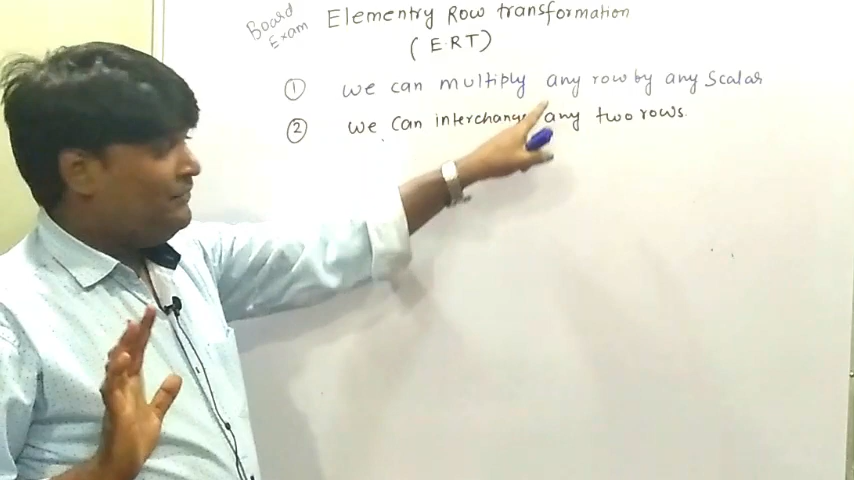 Board
Exam
Elementry Row transformation
(E.RT)
① we can multiply any row by any Scalar
② we can interchange any two rows.